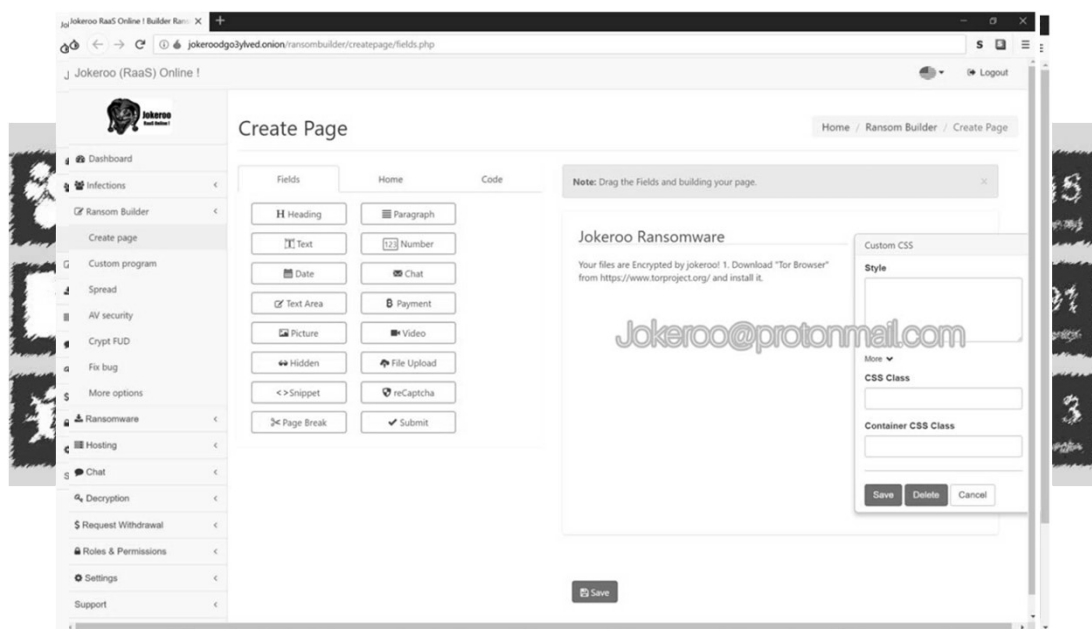 Jokeroo RaaS Online ! Builder Ran
jokeroodgo3ylved.onion/ransombuilder/createpage/fields.php
Jokeroo (RaaS) Online !
Logout
Jokeroo
RaaS Online !
Create Page
Home / Ransom Builder / Create Page
Dashboard
Infections
Ransom Builder
Create page
Custom program
Spread
AV security
Crypt FUD
Fix bug
More options
Ransomware
Hosting
Chat
Decryption
$ Request Withdrawal
Roles & Permissions
Settings
Support
Fields Home Code
H Heading Paragraph
Text 123 Number
Date Chat
Text Area Payment
Picture Video
Hidden File Upload
<>Snippet reCaptcha
Page Break Submit
Note: Drag the Fields and building your page.
Jokeroo Ransomware
Your files are Encrypted by jokeroo! 1. Download "Tor Browser"
from https://www.torproject.org/ and install it.
Jokeroo@protonmail.com
Custom CSS
Style
More
CSS Class
Container CSS Class
Save Delete Cancel
Save